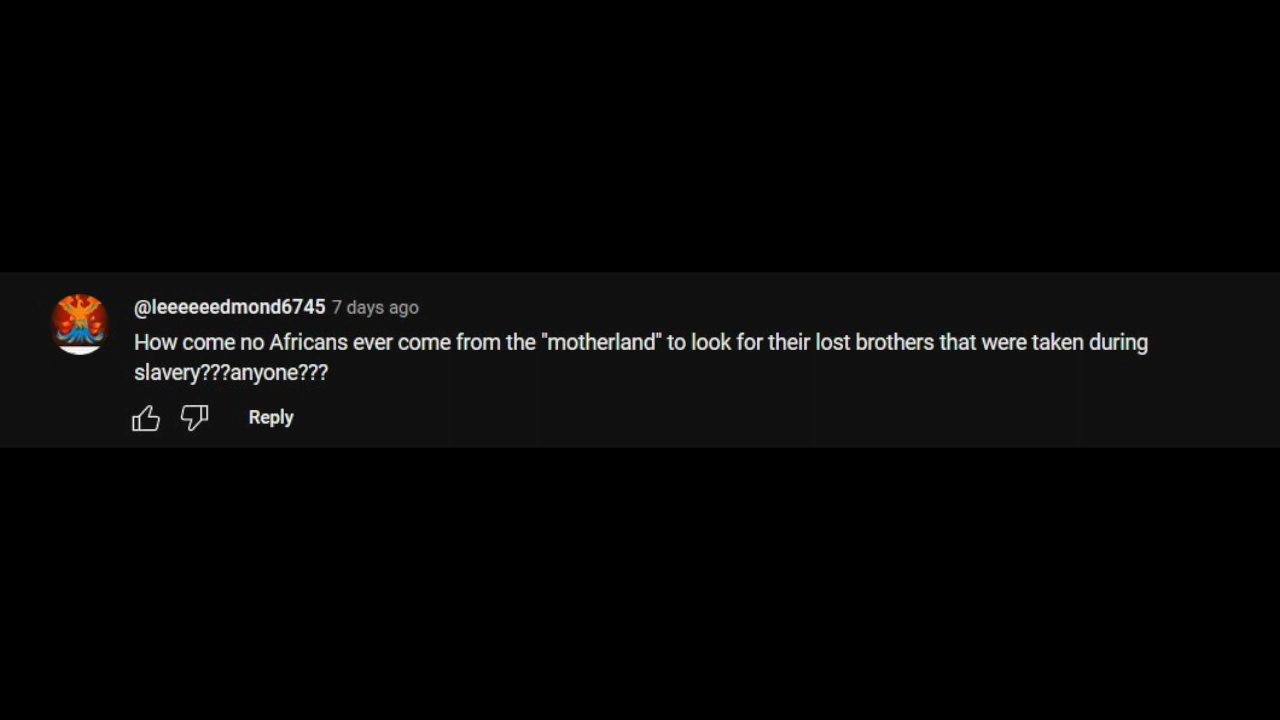 @leeeeeedmond6745 7 days ago
How come no Africans ever come from the "motherland" to look for their lost brothers that were taken during
slavery???anyone???
Reply